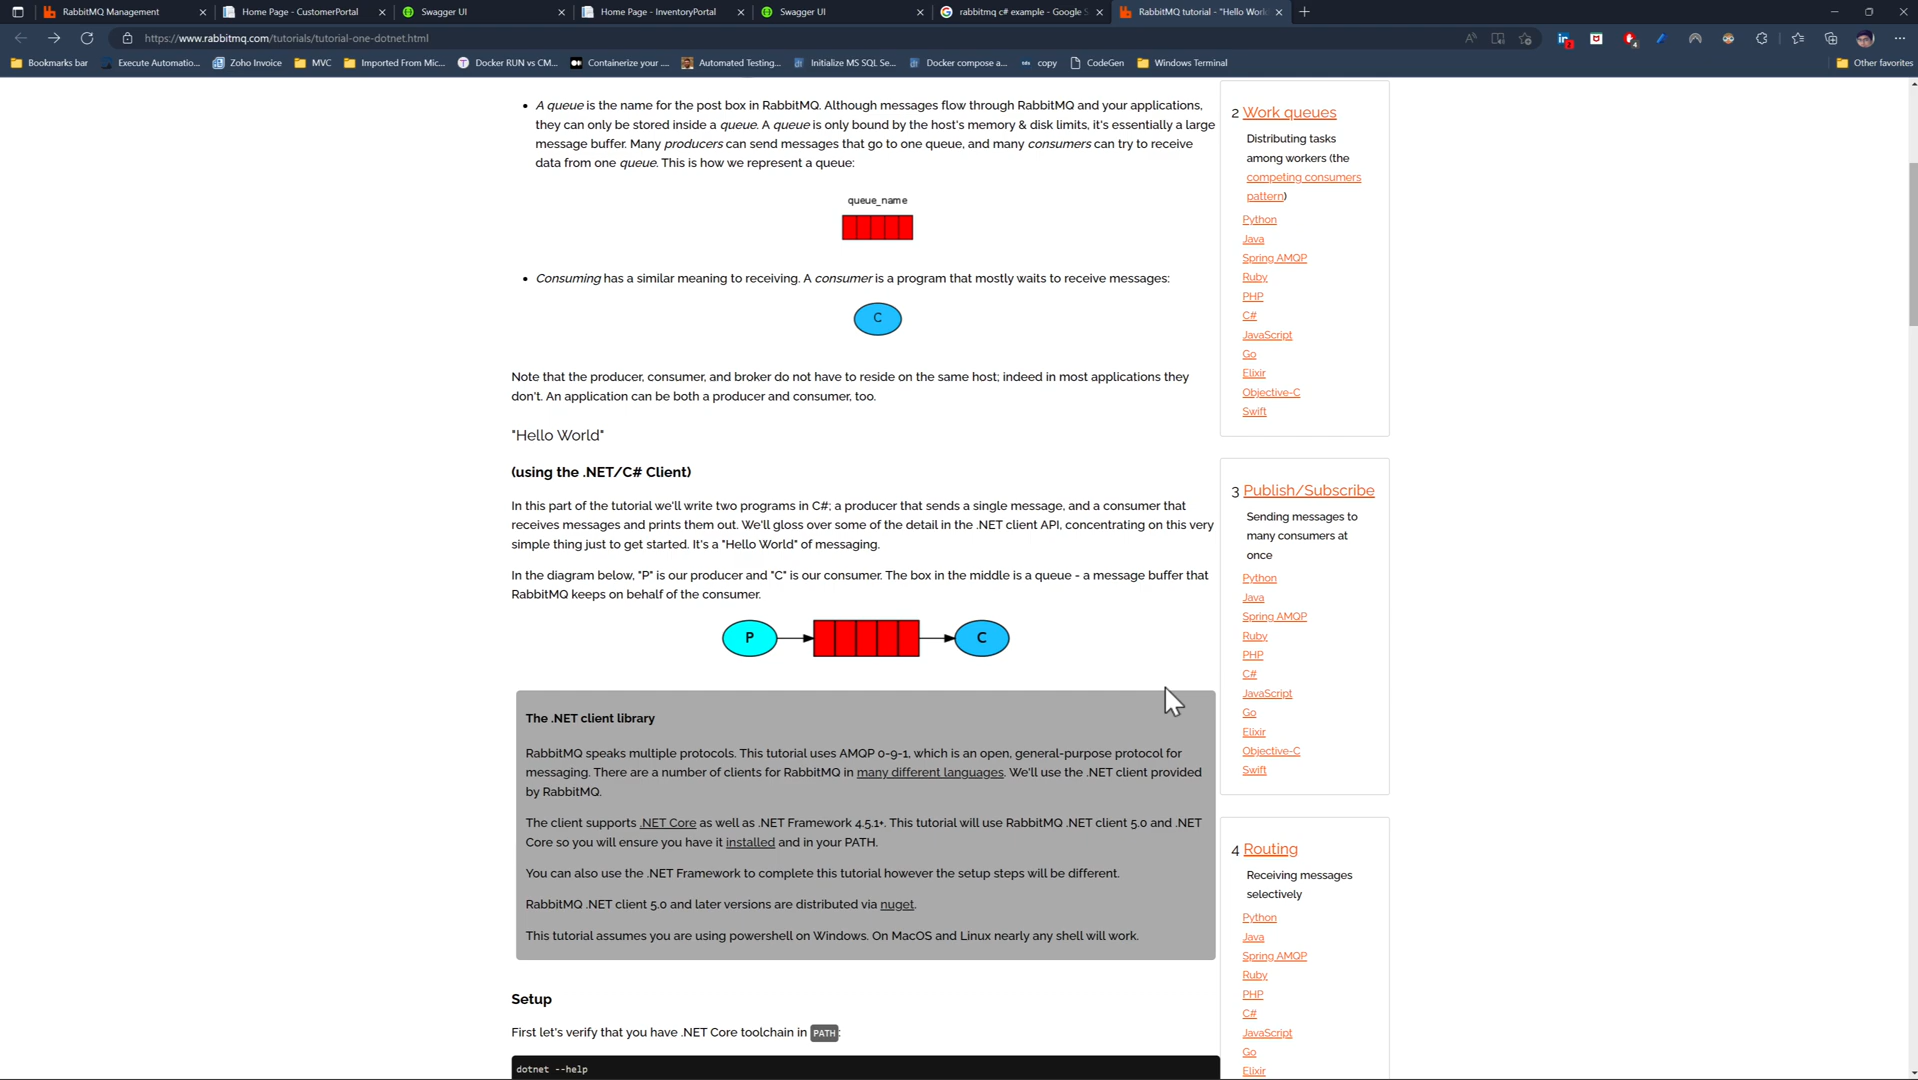 RabbitMQ Management
Home Page - CustomerPortal
Swagger UI
Home Page - InventoryPortal
Swagger UI
rabbitmq c# example - Google S
RabbitMQ tutorial - "Hello World
https://www.rabbitmq.com/tutorials/tutorial-one-dotnet.html
Bookmarks bar
Execute Automatio...
Zoho Invoice
MVC
Imported From Mic...
Docker RUN vs CM...
Containerize your ....
Automated Testing...
Initialize MS SQL Se...
Docker compose a...
copy
CodeGen
Windows Terminal
Other favorites
• A queue is the name for the post box in RabbitMQ. Although messages flow through RabbitMQ and your applications,
they can only be stored inside a queue. A queue is only bound by the host's memory & disk limits, it's essentially a large
message buffer. Many producers can send messages that go to one queue, and many consumers can try to receive
data from one queue. This is how we represent a queue:
queue_name
• Consuming has a similar meaning to receiving. A consumer is a program that mostly waits to receive messages:
C
Note that the producer, consumer, and broker do not have to reside on the same host; indeed in most applications they
don't. An application can be both a producer and consumer, too.
"Hello World"
(using the .NET/C# Client)
In this part of the tutorial we'll write two programs in C#; a producer that sends a single message, and a consumer that
receives messages and prints them out. We'll gloss over some of the detail in the .NET client API, concentrating on this very
simple thing just to get started. It's a "Hello World" of messaging.
In the diagram below, "P" is our producer and "C" is our consumer. The box in the middle is a queue - a message buffer that
RabbitMQ keeps on behalf of the consumer.
P
C
The .NET client library
RabbitMQ speaks multiple protocols. This tutorial uses AMQP 0-9-1, which is an open, general-purpose protocol for
messaging. There are a number of clients for RabbitMQ in many different languages. We'll use the .NET client provided
by RabbitMQ.
The client supports .NET Core as well as .NET Framework 4.5.1+. This tutorial will use RabbitMQ .NET client 5.0 and .NET
Core so you will ensure you have it installed and in your PATH.
You can also use the .NET Framework to complete this tutorial however the setup steps will be different.
RabbitMQ .NET client 5.0 and later versions are distributed via nuget.
This tutorial assumes you are using powershell on Windows. On MacOS and Linux nearly any shell will work.
Setup
First let's verify that you have .NET Core toolchain in PATH:
dotnet --help
2 Work queues
Distributing tasks
among workers (the
competing consumers
pattern)
Python
Java
Spring AMQP
Ruby
PHP
C#
JavaScript
Go
Elixir
Objective-C
Swift
3 Publish/Subscribe
Sending messages to
many consumers at
once
Python
Java
Spring AMQP
Ruby
PHP
C#
JavaScript
Go
Elixir
Objective-C
Swift
4 Routing
Receiving messages
selectively
Python
Java
Spring AMQP
Ruby
PHP
C#
JavaScript
Go
Elixir